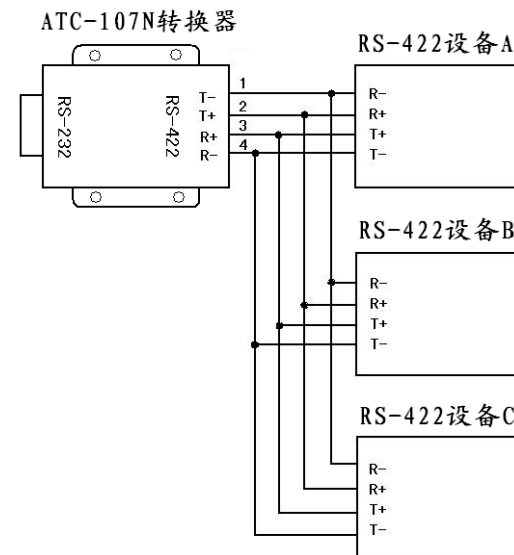 ATC-107N转换器
RS-232
RS-422
T-
T+
R+
R-
1
2
3
4
RS-422设备A
R-
R+
T+
T-
RS-422设备B
R-
R+
T+
T-
RS-422设备C
R-
R+
T+
T-